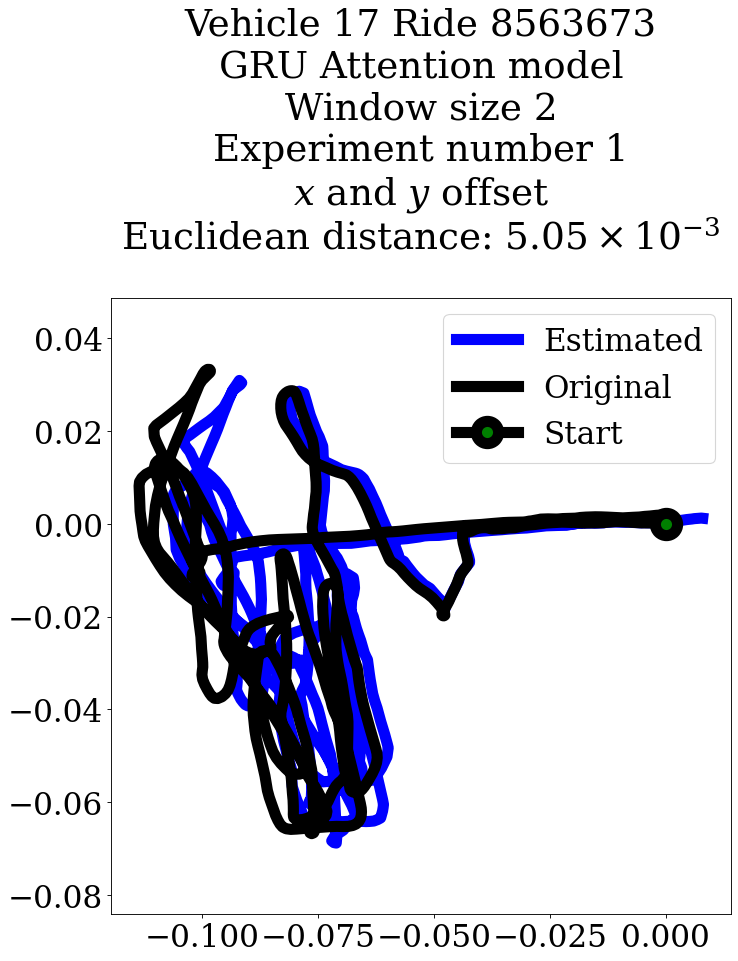 Vehicle 17 Ride 8563673
GRU Attention model
Window size 2
Experiment number 1
x and y offset
Euclidean distance: 5.05 × 10⁻³
Estimated
Original
Start
0.04
0.02
0.00
−0.02
−0.04
−0.06
−0.08
−0.100 −0.075 −0.050 −0.025 0.000